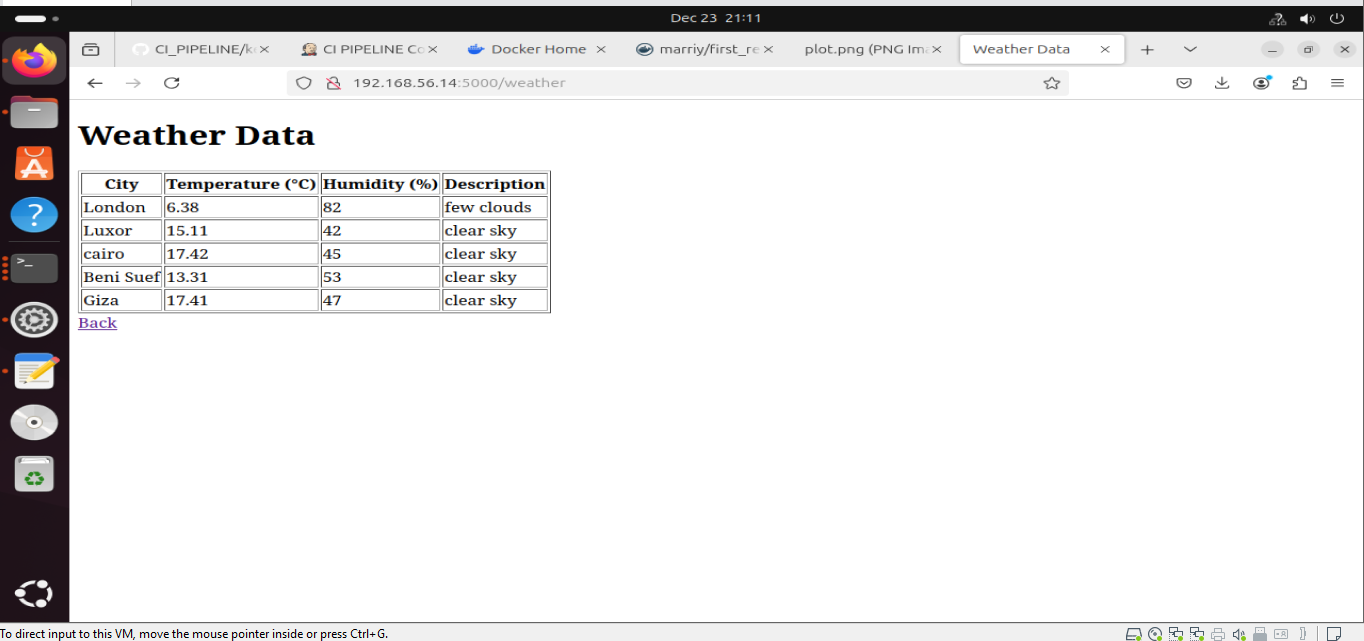 Dec 23 21:11
CI_PIPELINE/k
CI PIPELINE Co
Docker Home
marriy/first_re
plot.png (PNG Ima
Weather Data
192.168.56.14:5000/weather
Weather Data
City Temperature (°C) Humidity (%) Description
London 6.38 82 few clouds
Luxor 15.11 42 clear sky
cairo 17.42 45 clear sky
Beni Suef 13.31 53 clear sky
Giza 17.41 47 clear sky
Back
To direct input to this VM, move the mouse pointer inside or press Ctrl+G.